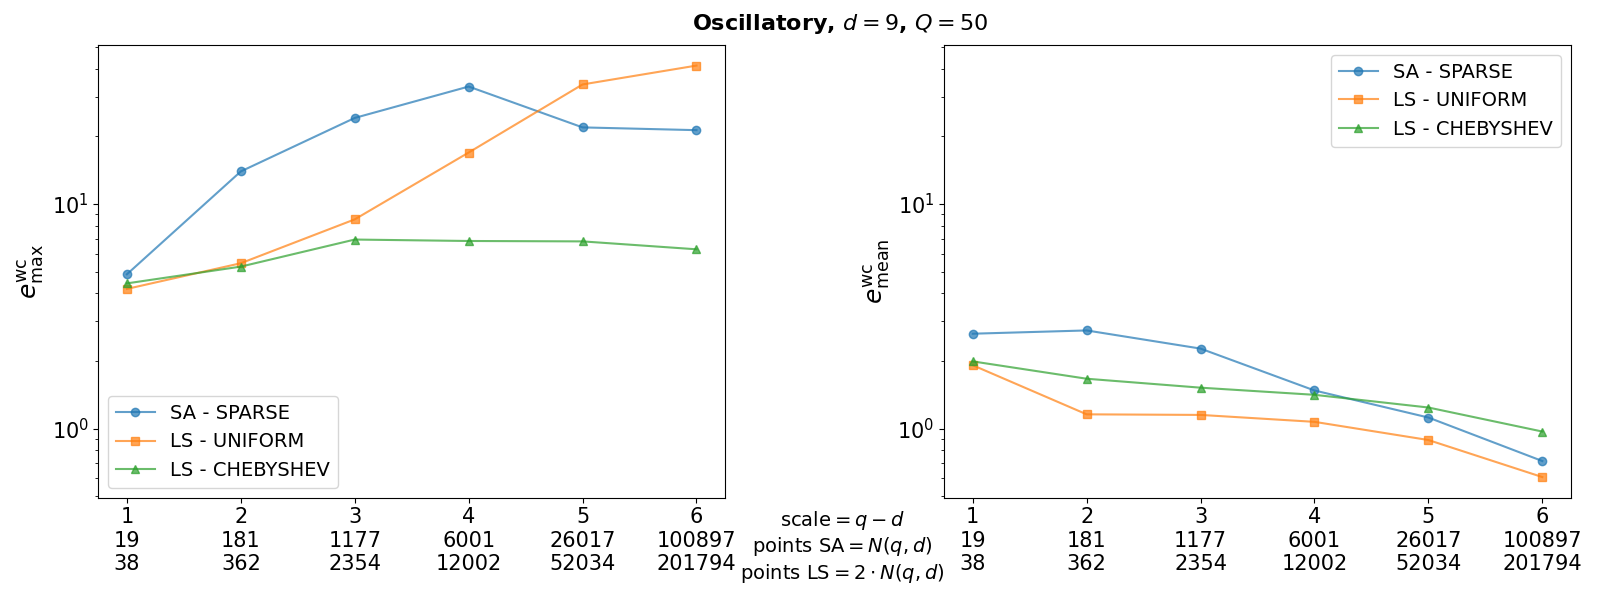 Oscillatory, d = 9, Q = 50
10¹
10⁰
e^wc_max
SA - SPARSE
LS - UNIFORM
LS - CHEBYSHEV
1 2 3 4 5 6
19 181 1177 6001 26017 100897
38 362 2354 12002 52034 201794
scale = q − d
points SA = N(q, d)
points LS = 2 · N(q, d)
10¹
10⁰
e^wc_mean
SA - SPARSE
LS - UNIFORM
LS - CHEBYSHEV
1 2 3 4 5 6
19 181 1177 6001 26017 100897
38 362 2354 12002 52034 201794